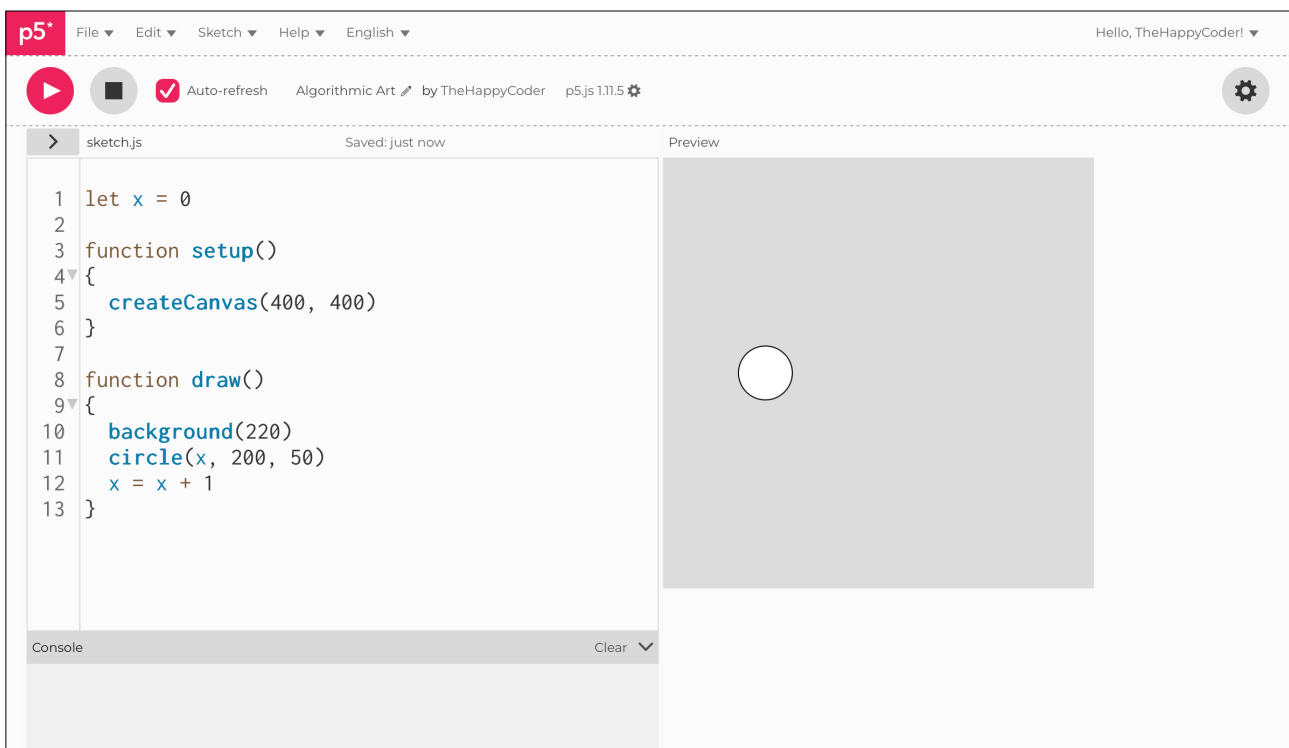 p5* File Edit Sketch Help English Hello, TheHappyCoder!
Auto-refresh Algorithmic Art by TheHappyCoder p5.js 1.11.5
sketch.js Saved: just now Preview
1 let x = 0
2
3 function setup()
4 {
5   createCanvas(400, 400)
6 }
7
8 function draw()
9 {
10   background(220)
11   circle(x, 200, 50)
12   x = x + 1
13 }
Console Clear